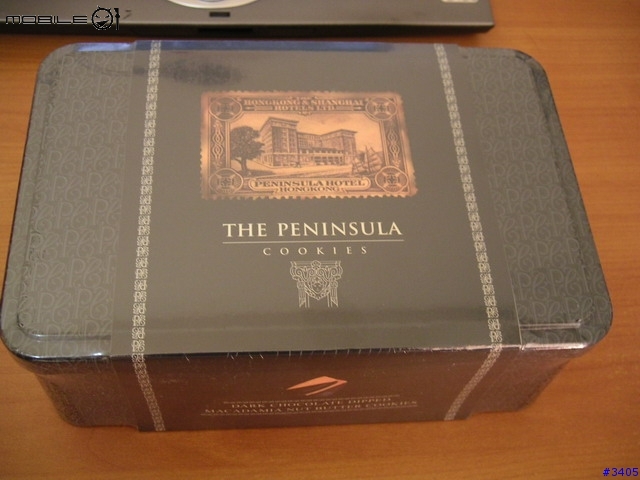 MOBILE01
HONGKONG & SHANGHAI
HOTELS LTD.
PENINSULA HOTEL
HONGKONG
THE PENINSULA
COOKIES
DARK CHOCOLATE DIPPED
MACADAMIA NUT BUTTER COOKIES
#3405